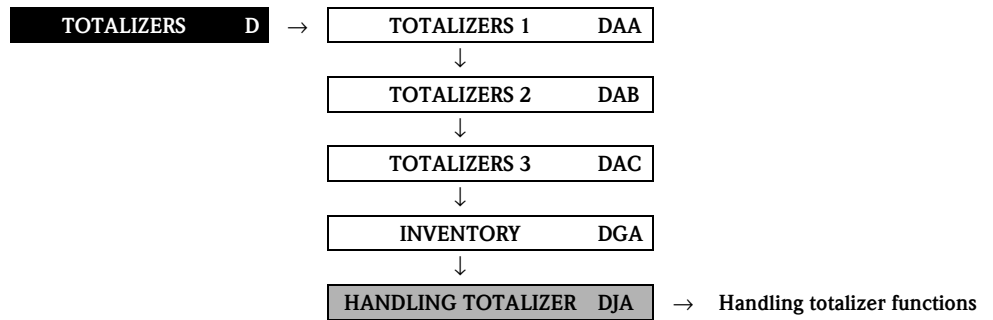 TOTALIZERS D → TOTALIZERS 1 DAA
↓
TOTALIZERS 2 DAB
↓
TOTALIZERS 3 DAC
↓
INVENTORY DGA
↓
HANDLING TOTALIZER DJA → Handling totalizer functions